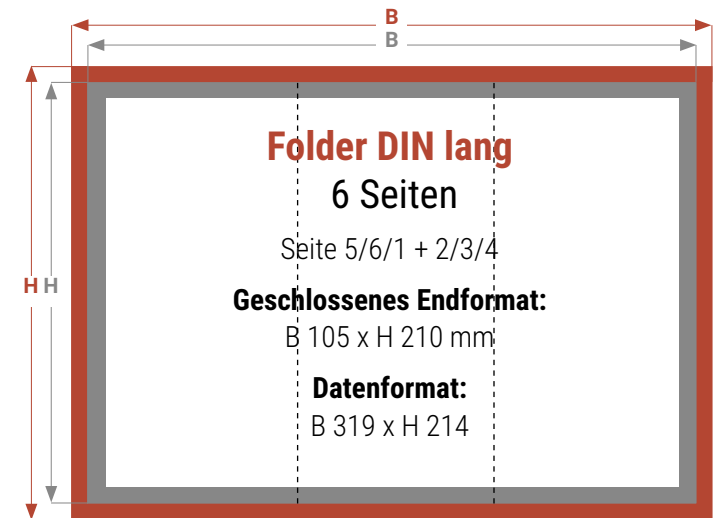 B
B
H H
Folder DIN lang
6 Seiten
Seite 5/6/1 + 2/3/4
Geschlossenes Endformat:
B 105 x H 210 mm
Datenformat:
B 319 x H 214